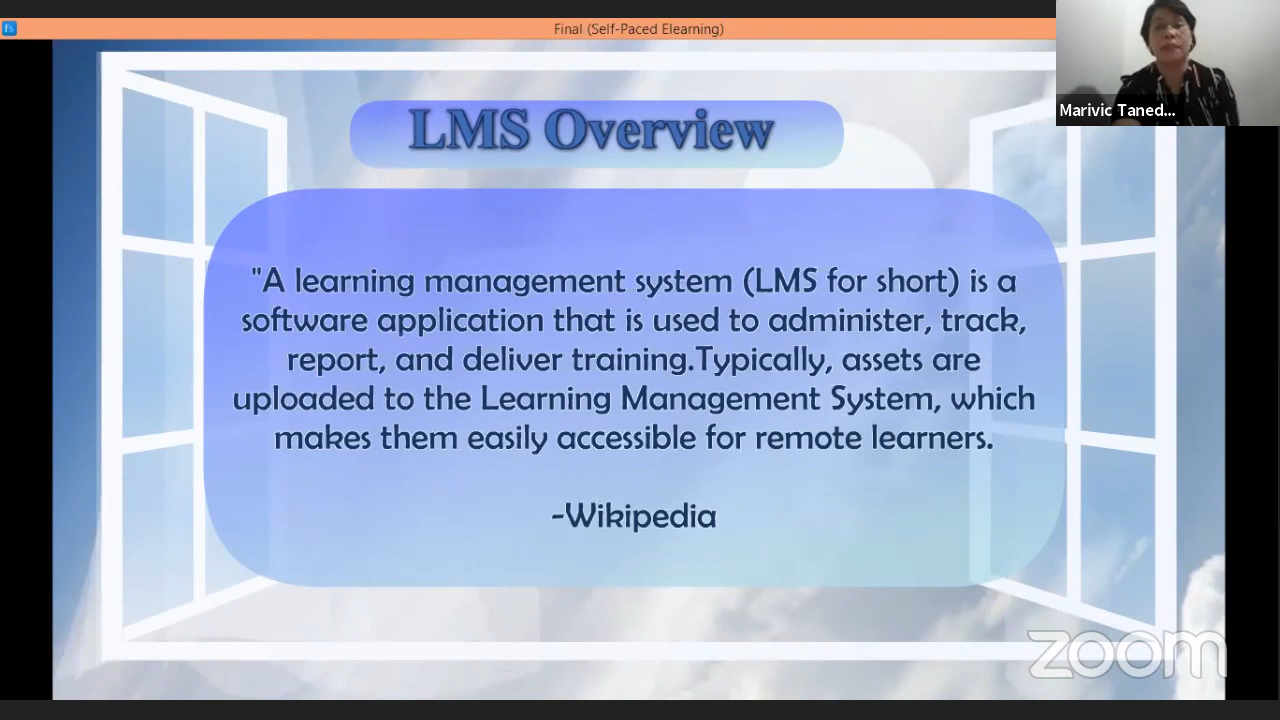 Final (Self-Paced Elearning)
Marivic Taned...
LMS Overview
"A learning management system (LMS for short) is a
software application that is used to administer, track,
report, and deliver training.Typically, assets are
uploaded to the Learning Management System, which
makes them easily accessible for remote learners.
-Wikipedia
zoom